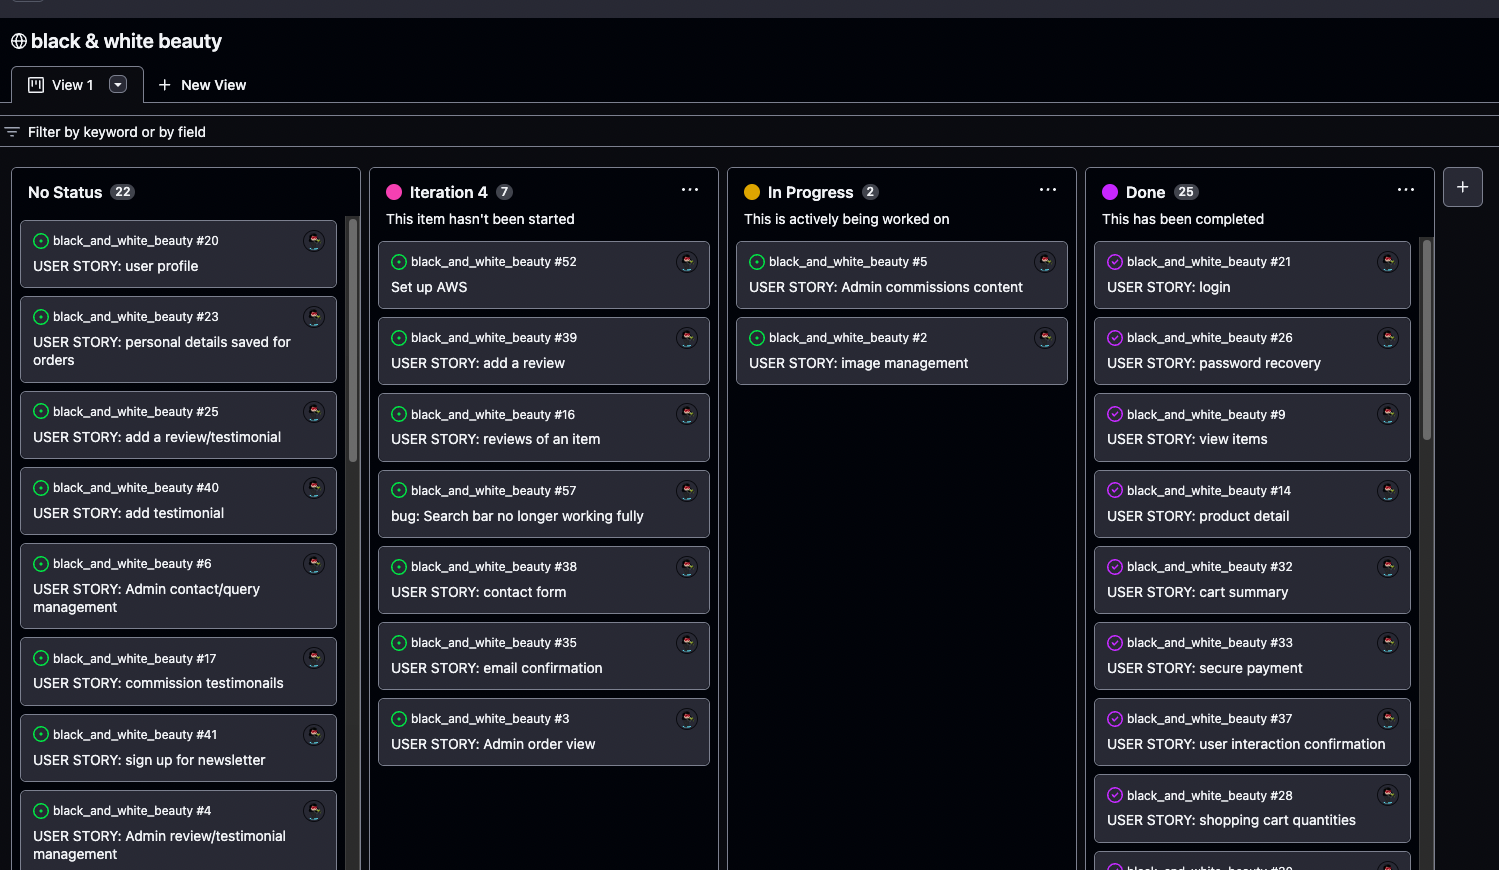 black & white beauty
View 1
New View
Filter by keyword or by field
No Status 22
black_and_white_beauty #20
USER STORY: user profile
black_and_white_beauty #23
USER STORY: personal details saved for
orders
black_and_white_beauty #25
USER STORY: add a review/testimonial
black_and_white_beauty #40
USER STORY: add testimonial
black_and_white_beauty #6
USER STORY: Admin contact/query
management
black_and_white_beauty #17
USER STORY: commission testimonails
black_and_white_beauty #41
USER STORY: sign up for newsletter
black_and_white_beauty #4
USER STORY: Admin review/testimonial
management
Iteration 4 7
This item hasn't been started
black_and_white_beauty #52
Set up AWS
black_and_white_beauty #39
USER STORY: add a review
black_and_white_beauty #16
USER STORY: reviews of an item
black_and_white_beauty #57
bug: Search bar no longer working fully
black_and_white_beauty #38
USER STORY: contact form
black_and_white_beauty #35
USER STORY: email confirmation
black_and_white_beauty #3
USER STORY: Admin order view
In Progress 2
This is actively being worked on
black_and_white_beauty #5
USER STORY: Admin commissions content
black_and_white_beauty #2
USER STORY: image management
Done 25
This has been completed
black_and_white_beauty #21
USER STORY: login
black_and_white_beauty #26
USER STORY: password recovery
black_and_white_beauty #9
USER STORY: view items
black_and_white_beauty #14
USER STORY: product detail
black_and_white_beauty #32
USER STORY: cart summary
black_and_white_beauty #33
USER STORY: secure payment
black_and_white_beauty #37
USER STORY: user interaction confirmation
black_and_white_beauty #28
USER STORY: shopping cart quantities
black_and_white_beauty